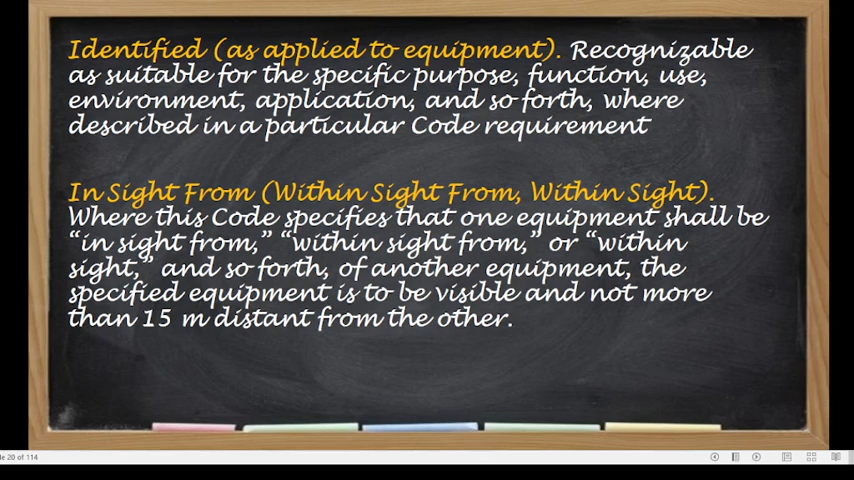 Identified (as applied to equipment). Recognizable
as suitable for the specific purpose, function, use,
environment, application, and so forth, where
described in a particular Code requirement
In Sight From (Within Sight From, Within Sight).
Where this Code specifies that one equipment shall be
“in sight from,” “within sight from,” or “within
sight,” and so forth, of another equipment, the
specified equipment is to be visible and not more
than 15 m distant from the other.
de 20 of 114